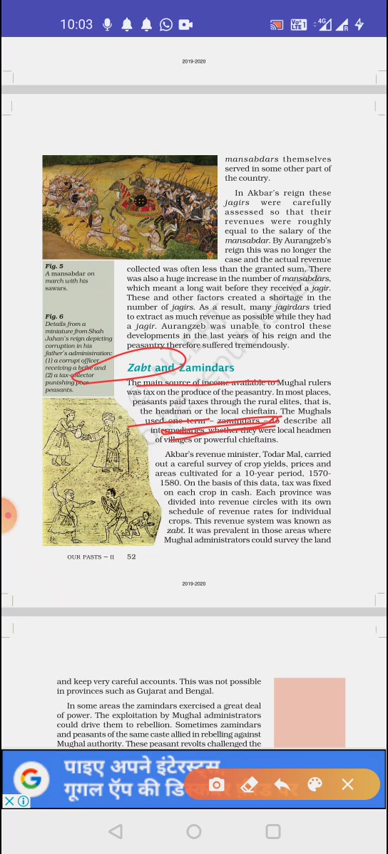 10:03
2019-2020
mansabdars themselves
served in some other part of
the country.
In Akbar's reign these
jagirs were carefully
assessed so that their
revenues were roughly
equal to the salary of the
mansabdar. By Aurangzeb's
reign this was no longer the
case and the actual revenue
collected was often less than the granted sum. There
was also a huge increase in the number of mansabdars,
which meant a long wait before they received a jagir.
These and other factors created a shortage in the
number of jagirs. As a result, many jagirdars tried
to extract as much revenue as possible while they had
a jagir. Aurangzeb was unable to control these
developments in the last years of his reign and the
peasantry therefore suffered tremendously.
Fig. 5
A mansabdar on
march with his
sawars.
Fig. 6
Details from a
miniature from Shah
Jahan's reign depicting
corruption in his
father's administration:
(1) a corrupt officer
receiving a bribe and
(2) a tax-collector
punishing poor
peasants.
Zabt and Zamindars
The main source of income available to Mughal rulers
was tax on the produce of the peasantry. In most places,
peasants paid taxes through the rural elites, that is,
the headman or the local chieftain. The Mughals
used one term – zamindars – to describe all
intermediaries, whether they were local headmen
of villages or powerful chieftains.
Akbar's revenue minister, Todar Mal, carried
out a careful survey of crop yields, prices and
areas cultivated for a 10-year period, 1570-
1580. On the basis of this data, tax was fixed
on each crop in cash. Each province was
divided into revenue circles with its own
schedule of revenue rates for individual
crops. This revenue system was known as
zabt. It was prevalent in those areas where
Mughal administrators could survey the land
OUR PASTS – II 52
2019-2020
and keep very careful accounts. This was not possible
in provinces such as Gujarat and Bengal.
In some areas the zamindars exercised a great deal
of power. The exploitation by Mughal administrators
could drive them to rebellion. Sometimes zamindars
and peasants of the same caste allied in rebelling against
Mughal authority. These peasant revolts challenged the
पाइए अपने इंटरेस्ट्स,
गूगल ऍप की